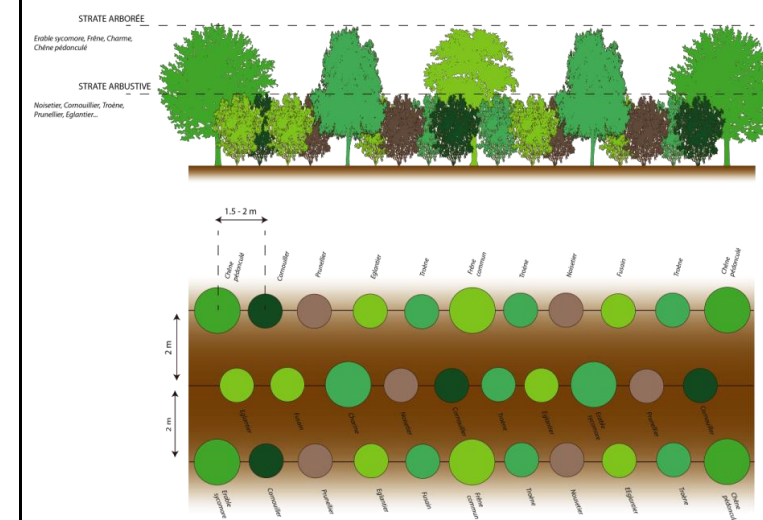 STRATE ARBORÉE
Erable sycomore, Frêne, Charme,
Chêne pédonculé
STRATE ARBUSTIVE
Noisetier, Cornouillier, Troène,
Prunellier, Eglantier...
1.5 - 2 m
Chêne
pédonculé
Cornouiller
Prunellier
Eglantier
Troène
Frêne
commun
Troène
Noisetier
Fusain
Troène
Chêne
pédonculé
2 m
Eglantier
Fusain
Charme
Noisetier
Cornouiller
Troène
Eglantier
Erable
sycomore
Prunellier
Cornouiller
2 m
Erable
sycomore
Cornouiller
Prunellier
Eglantier
Fusain
Frêne
commun
Troène
Noisetier
Troène
Chêne
pédonculé